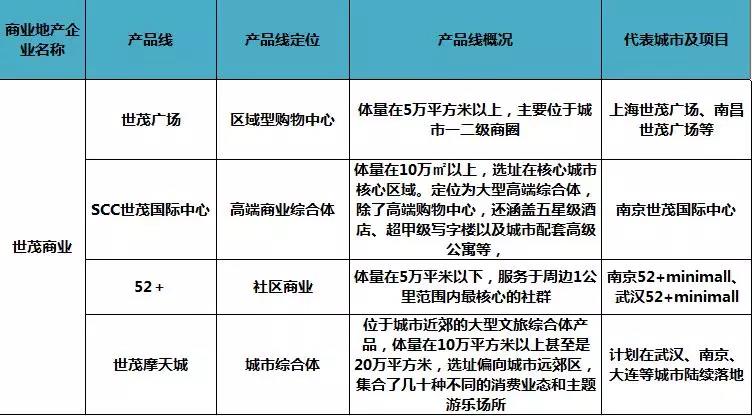 商业地产企
业名称
产品线
产品线定位
产品线概况
代表城市及项目
世茂商业
世茂广场
区域型购物中心
体量在5万平方米以上，主要位于城
市一二级商圈
上海世茂广场、南昌
世茂广场等
SCC世茂国际中心
高端商业综合体
体量在10万㎡以上，选址在核心城市
核心区域。定位为大型高端综合体，
除了高端购物中心，还涵盖五星级酒
店、超甲级写字楼以及城市配套高级
公寓等，
南京世茂国际中心
52＋
社区商业
体量在5万平米以下，服务于周边1公
里范围内最核心的社群
南京52+minimall、
武汉52+minimall
世茂摩天城
城市综合体
位于城市近郊的大型文旅综合体产
品，体量在10万平方米以上甚至是
20万平方米，选址偏向城市远郊区，
集合了几十种不同的消费业态和主题
游乐场所
计划在武汉、南京、
大连等城市陆续落地